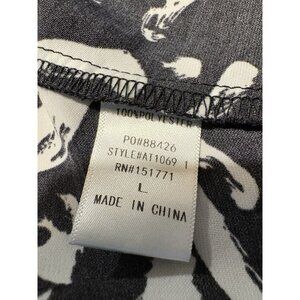 100%POLYESTER
PO#88426
STYLE#AT1069 1
RN#151771
L
MADE IN CHINA